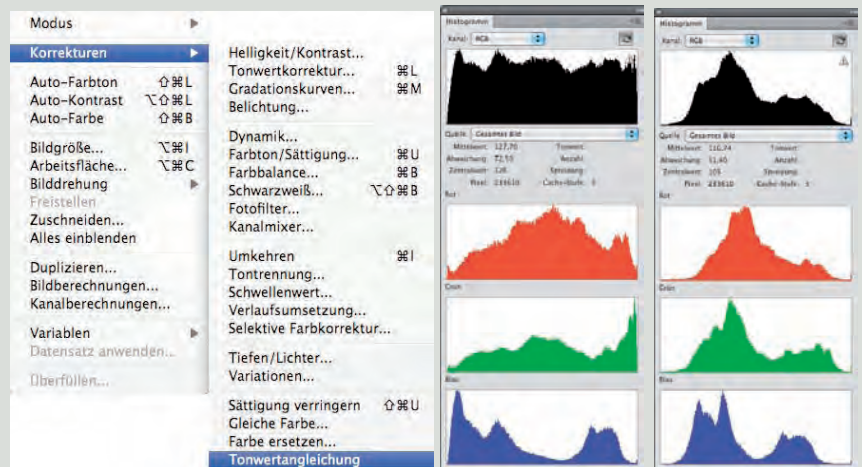 Modus
Korrekturen
Auto-Farbton ⇧⌘L
Auto-Kontrast ⌥⇧⌘L
Auto-Farbe ⇧⌘B
Bildgröße... ⌥⌘I
Arbeitsfläche... ⌥⌘C
Bilddrehung
Freistellen
Zuschneiden...
Alles einblenden
Duplizieren...
Bildberechnungen...
Kanalberechnungen...
Variablen
Datensatz anwenden...
Überfüllen...
Helligkeit/Kontrast...
Tonwertkorrektur... ⌘L
Gradationskurven... ⌘M
Belichtung...
Dynamik...
Farbton/Sättigung... ⌘U
Farbbalance... ⌘B
Schwarzweiß... ⌥⇧⌘B
Fotofilter...
Kanalmixer...
Umkehren ⌘I
Tontrennung...
Schwellenwert...
Verlaufsumsetzung...
Selektive Farbkorrektur...
Tiefen/Lichter...
Variationen...
Sättigung verringern ⇧⌘U
Gleiche Farbe...
Farbe ersetzen...
Tonwertangleichung
Histogramm
Kanal: RGB
Quelle: Gesamtes Bild
Mittelwert: 127,70 Tonwert:
Abweichung: 72,50 Anzahl:
Zentralwert: 128 Spreizung:
Pixel: 233610 Cache-Stufe: 3
Rot
Grün
Blau
Histogramm
Kanal: RGB
Quelle: Gesamtes Bild
Mittelwert: 110,74 Tonwert:
Abweichung: 51,40 Anzahl:
Zentralwert: 105 Spreizung:
Pixel: 233610 Cache-Stufe: 3
Rot
Grün
Blau